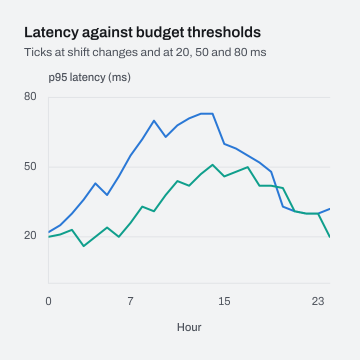 Latency against budget thresholds
Ticks at shift changes and at 20, 50 and 80 ms
p95 latency (ms)
80
50
20
0 7 15 23
Hour